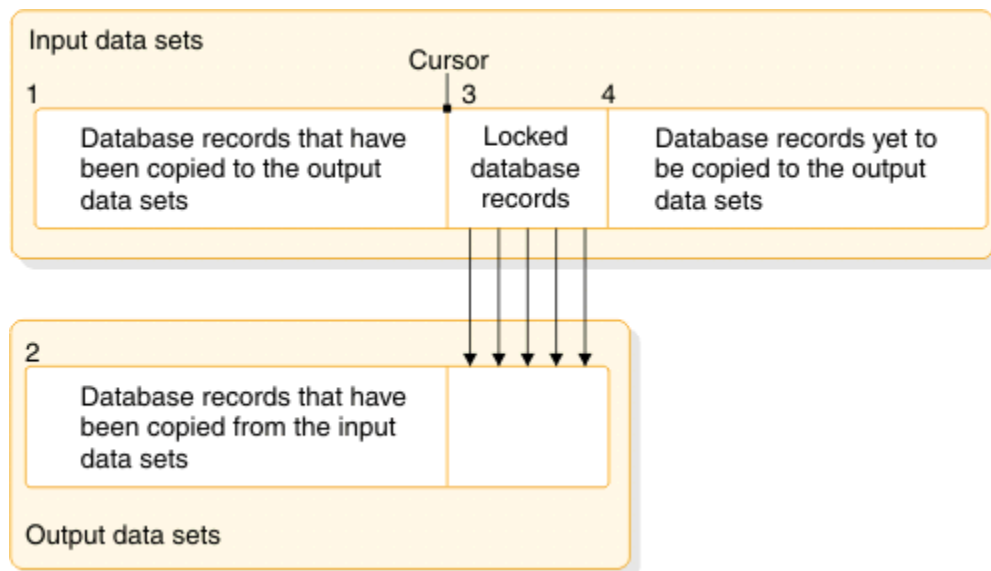 Input data sets
Cursor
1
3
4
Database records that have
been copied to the output
data sets
Locked
database
records
Database records yet to
be copied to the output
data sets
2
Database records that have
been copied from the input
data sets
Output data sets